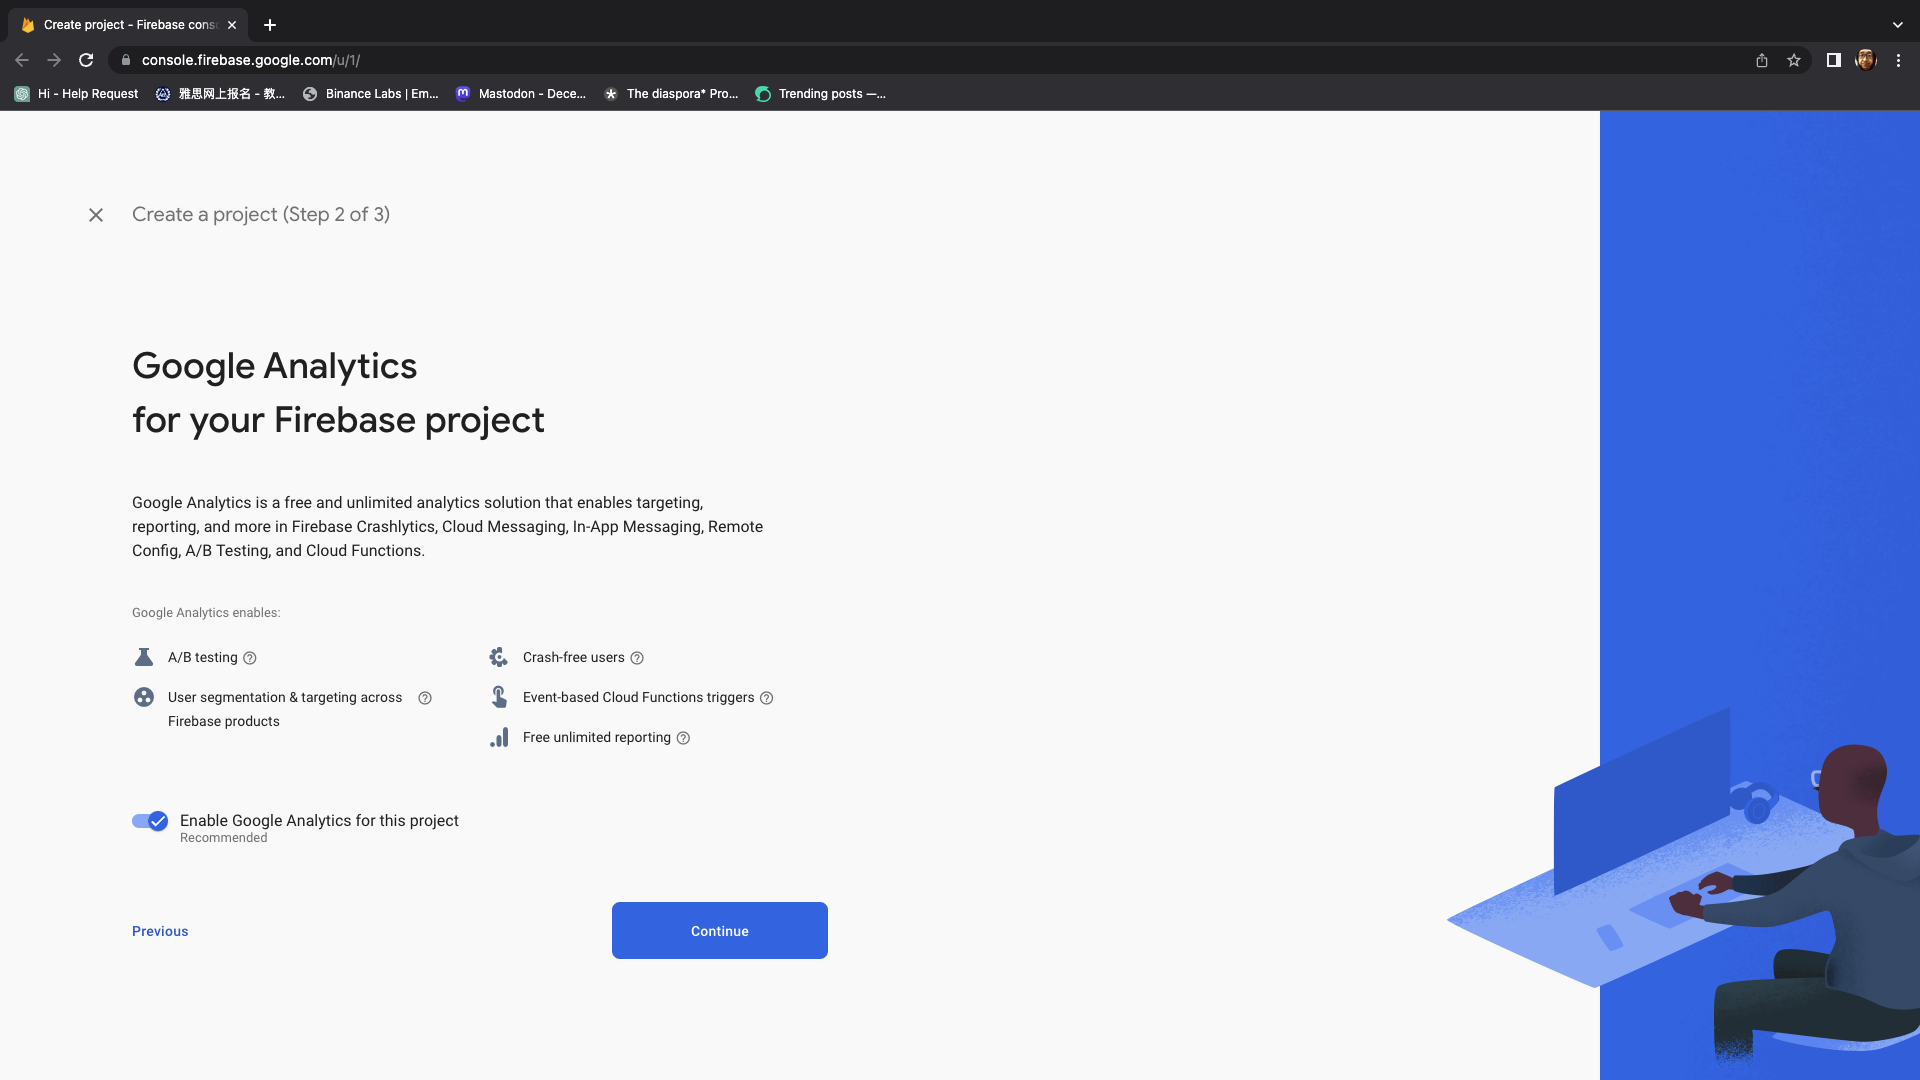 Create project - Firebase cons
console.firebase.google.com/u/1/
Hi - Help Request
雅思网上报名 - 教...
Binance Labs | Em...
Mastodon - Dece...
The diaspora* Pro...
Trending posts —...
Create a project (Step 2 of 3)
Google Analytics
for your Firebase project
Google Analytics is a free and unlimited analytics solution that enables targeting,
reporting, and more in Firebase Crashlytics, Cloud Messaging, In-App Messaging, Remote
Config, A/B Testing, and Cloud Functions.
Google Analytics enables:
A/B testing
Crash-free users
User segmentation & targeting across
Firebase products
Event-based Cloud Functions triggers
Free unlimited reporting
Enable Google Analytics for this project
Recommended
Previous
Continue